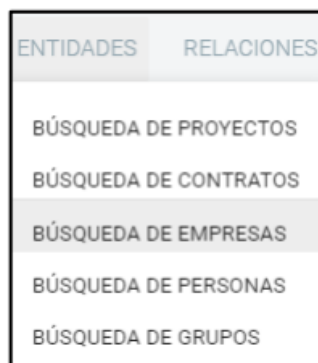 ENTIDADES RELACIONES
BÚSQUEDA DE PROYECTOS
BÚSQUEDA DE CONTRATOS
BÚSQUEDA DE EMPRESAS
BÚSQUEDA DE PERSONAS
BÚSQUEDA DE GRUPOS